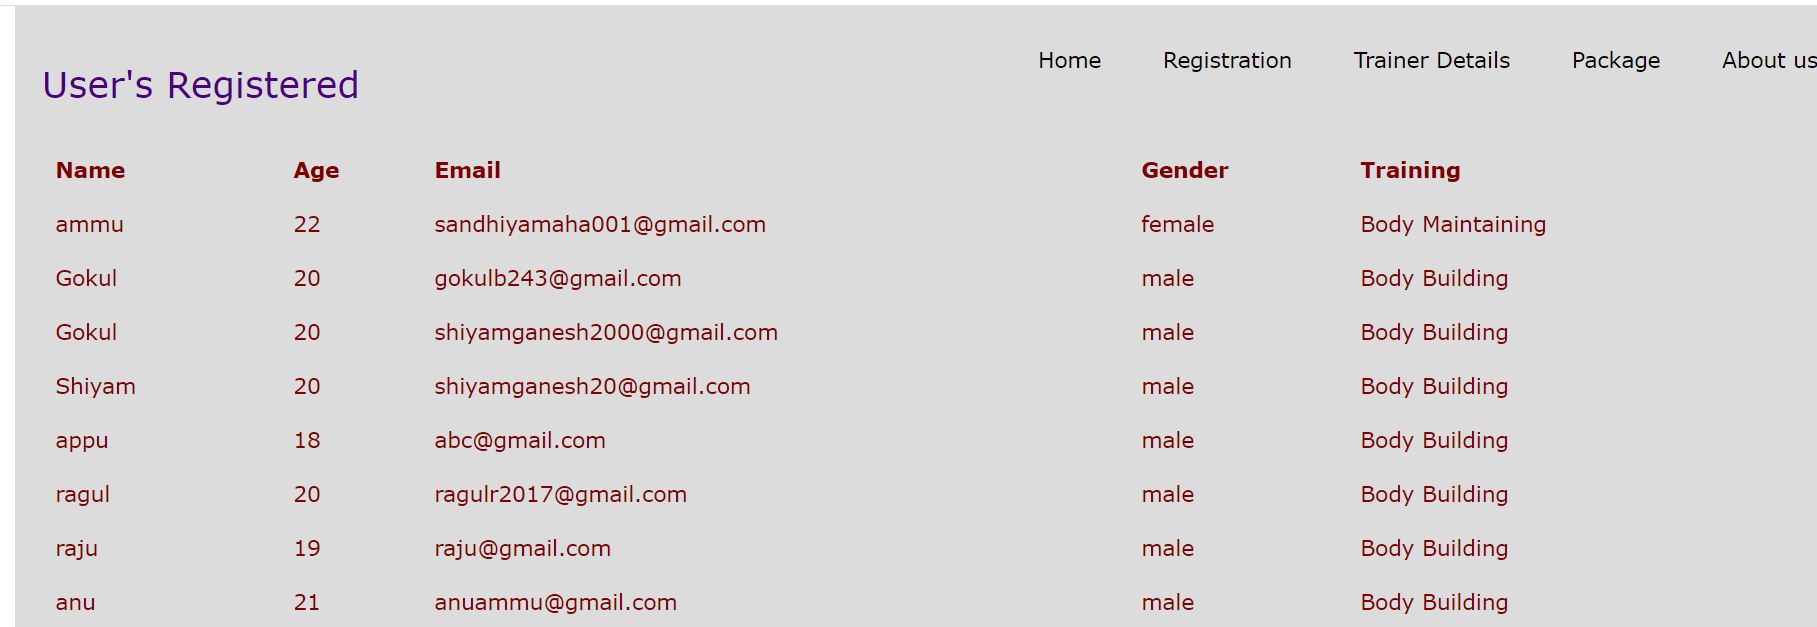 Home Registration Trainer Details Package About us
User's Registered
Name Age Email Gender Training
ammu 22 sandhiyamaha001@gmail.com female Body Maintaining
Gokul 20 gokulb243@gmail.com male Body Building
Gokul 20 shiyamganesh2000@gmail.com male Body Building
Shiyam 20 shiyamganesh20@gmail.com male Body Building
appu 18 abc@gmail.com male Body Building
ragul 20 ragulr2017@gmail.com male Body Building
raju 19 raju@gmail.com male Body Building
anu 21 anuammu@gmail.com male Body Building